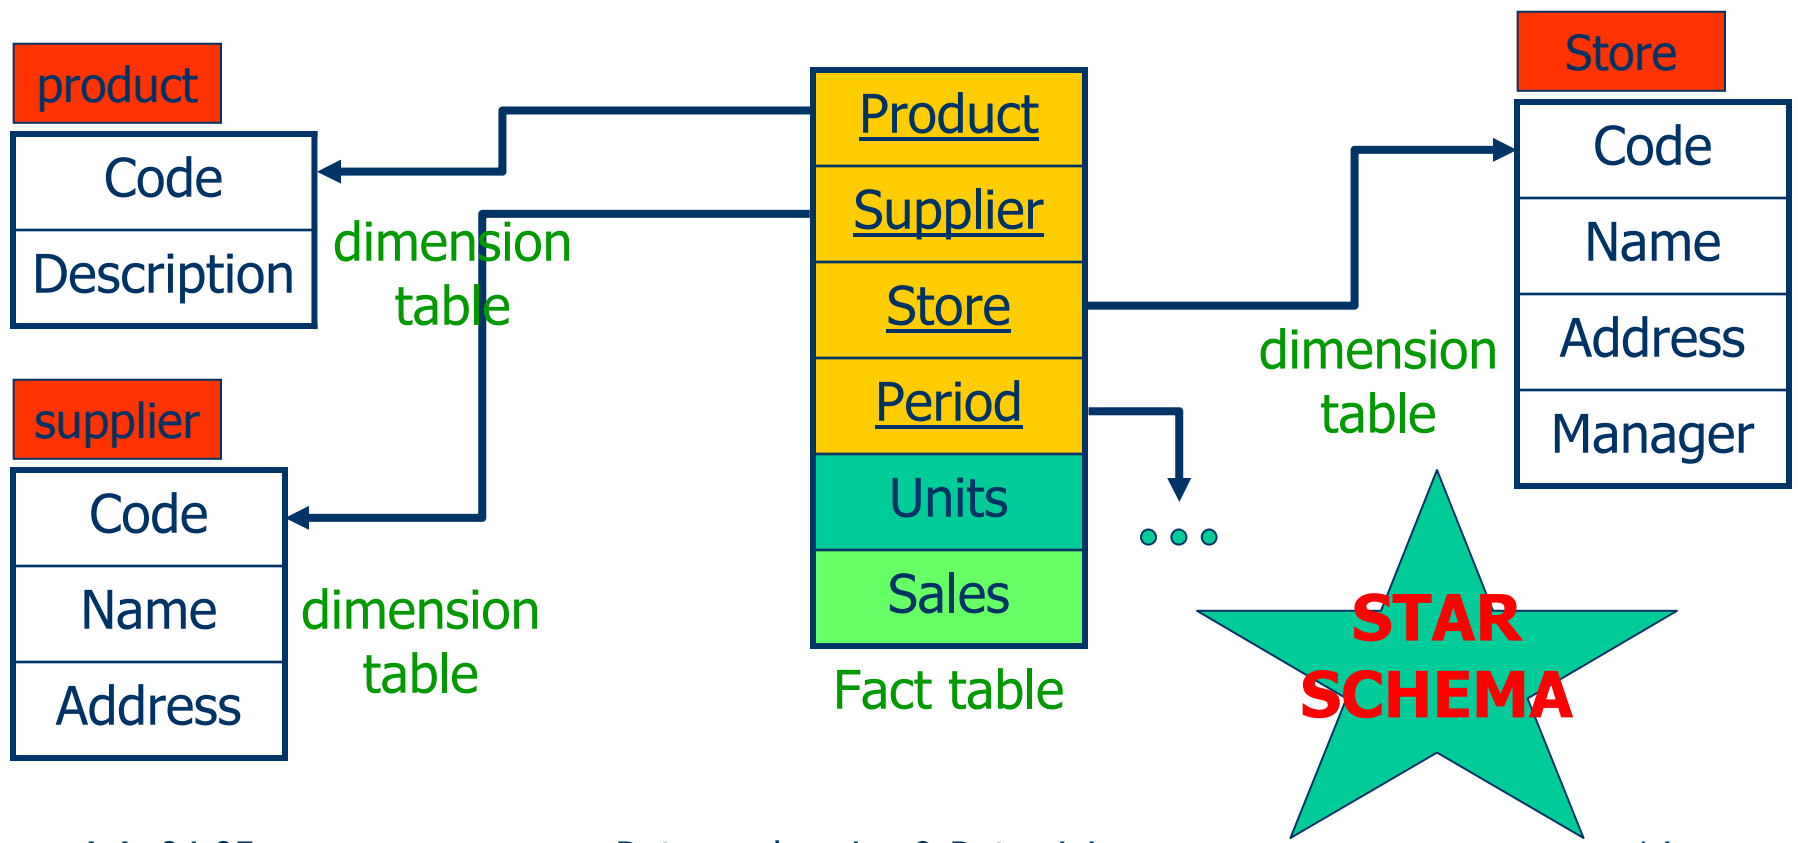 product
Code
Description
dimension
table
supplier
Code
Name
Address
dimension
table
Product
Supplier
Store
Period
Units
Sales
Fact table
Store
Code
Name
Address
Manager
dimension
table
STAR
SCHEMA